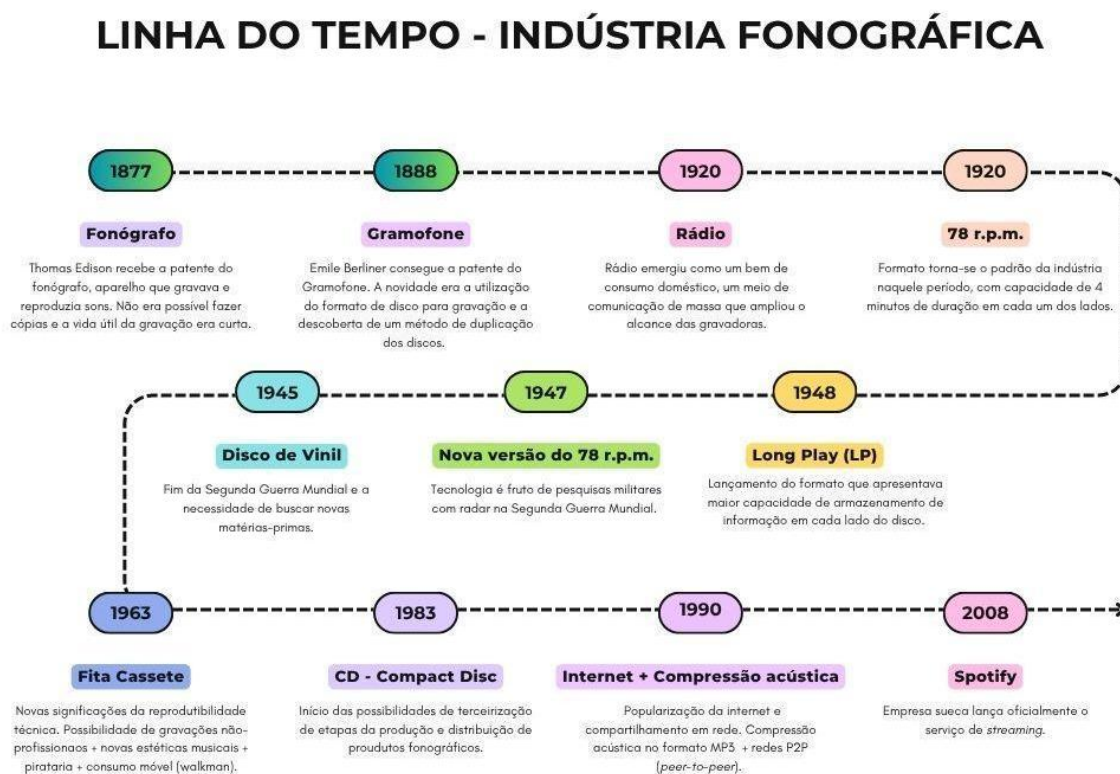 LINHA DO TEMPO - INDÚSTRIA FONOGRÁFICA
1877
Fonógrafo
Thomas Edison recebe a patente do
fonógrafo, aparelho que gravava e
reproduzia sons. Não era possível fazer
cópias e a vida útil da gravação era curta.
1888
Gramofone
Emile Berliner consegue a patente do
Gramofone. A novidade era a utilização
do formato de disco para gravação e a
descoberta de um método de duplicação
dos discos.
1920
Rádio
Rádio emergiu como um bem de
consumo doméstico, um meio de
comunicação de massa que ampliou o
alcance das gravadoras.
1920
78 r.p.m.
Formato torna-se o padrão da indústria
naquele período, com capacidade de 4
minutos de duração em cada um dos lados.
1945
Disco de Vinil
Fim da Segunda Guerra Mundial e a
necessidade de buscar novas
matérias-primas.
1947
Nova versão do 78 r.p.m.
Tecnologia é fruto de pesquisas militares
com radar na Segunda Guerra Mundial.
1948
Long Play (LP)
Lançamento do formato que apresentava
maior capacidade de armazenamento de
informação em cada lado do disco.
1963
Fita Cassete
Novas significações da reprodutibilidade
técnica. Possibilidade de gravações não-
profissionaos + novas estéticas musicais +
pirataria + consumo móvel (walkman).
1983
CD - Compact Disc
Início das possibilidades de terceirização
de etapas da produção e distribuição de
proudutos fonográficos.
1990
Internet + Compressão acústica
Popularização da internet e
compartilhamento em rede. Compressão
acústica no formato MP3 + redes P2P
(peer-to-peer).
2008
Spotify
Empresa sueca lança oficialmente o
serviço de streaming.